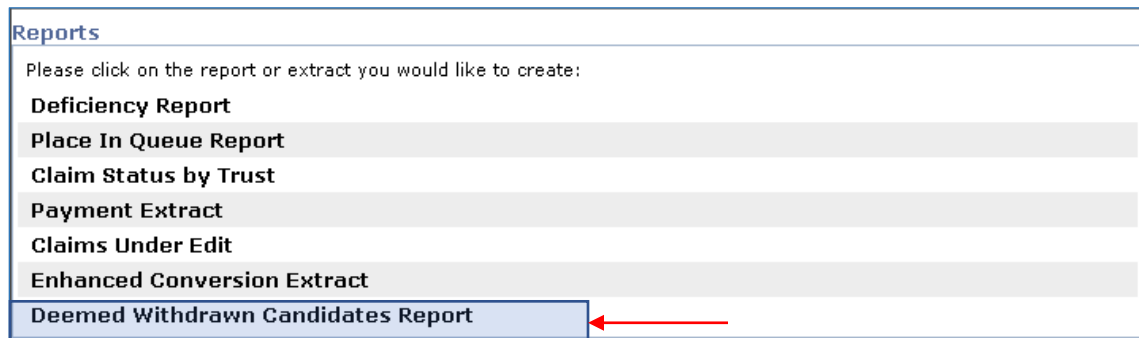 Reports
Please click on the report or extract you would like to create:
Deficiency Report
Place In Queue Report
Claim Status by Trust
Payment Extract
Claims Under Edit
Enhanced Conversion Extract
Deemed Withdrawn Candidates Report